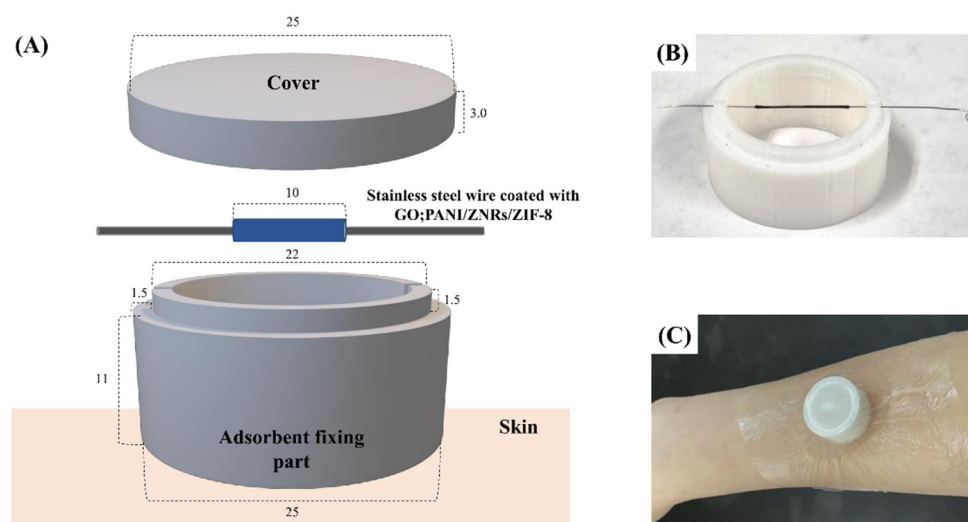 (A)
25
Cover
3.0
10
Stainless steel wire coated with
GO;PANI/ZNRs/ZIF-8
22
1.5
1.5
11
Skin
Adsorbent fixing
part
25
(B)
(C)